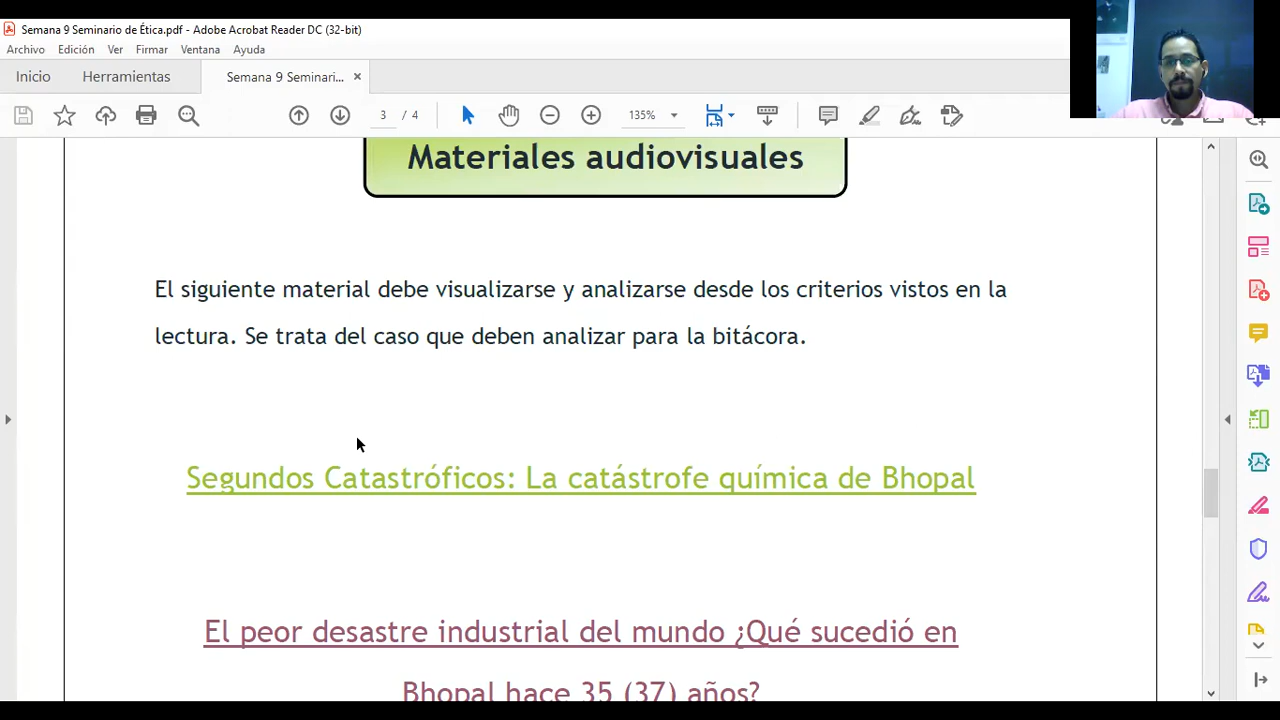 Semana 9 Seminario de Ética.pdf - Adobe Acrobat Reader DC (32-bit)
Archivo Edición Ver Firmar Ventana Ayuda
Inicio Herramientas Semana 9 Seminari... ×
3 / 4 135%
Materiales audiovisuales
El siguiente material debe visualizarse y analizarse desde los criterios vistos en la
lectura. Se trata del caso que deben analizar para la bitácora.
Segundos Catastróficos: La catástrofe química de Bhopal
El peor desastre industrial del mundo ¿Qué sucedió en
Bhopal hace 35 (37) años?